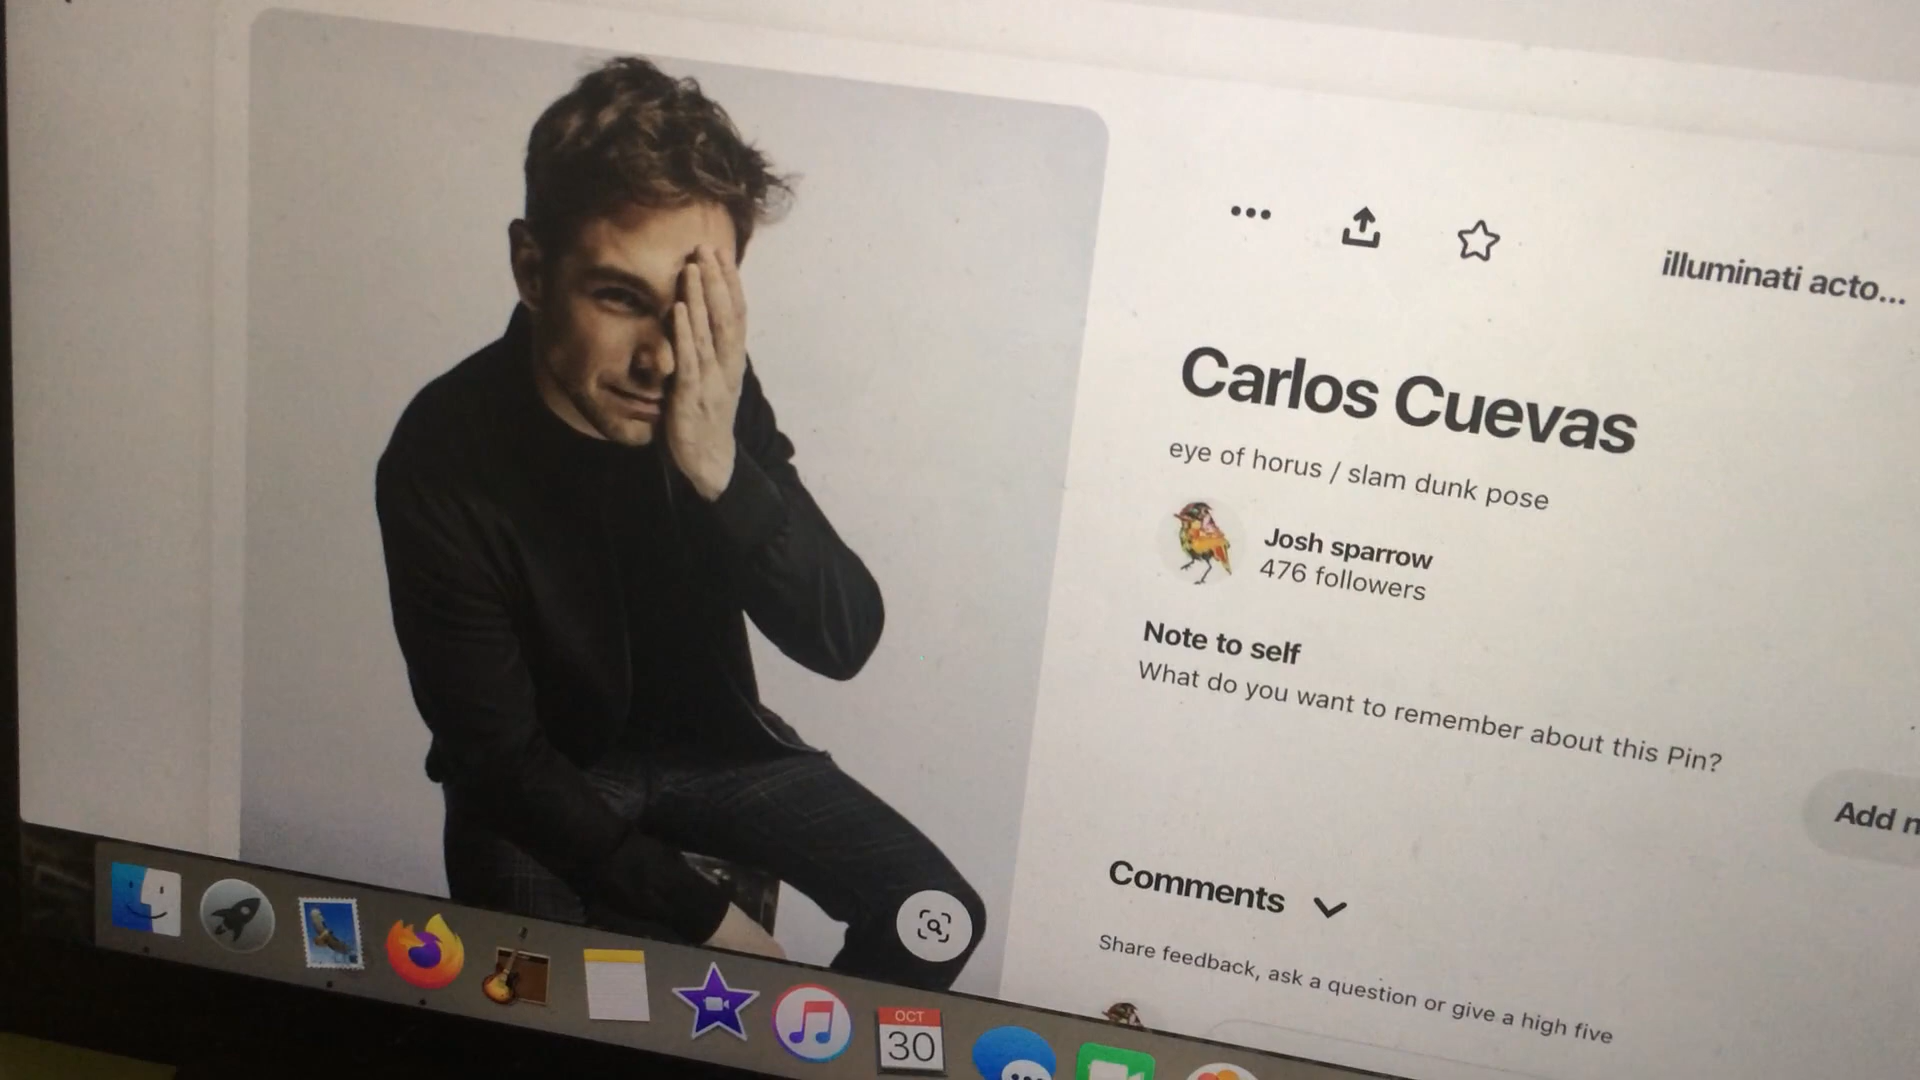 illuminati acto...
Carlos Cuevas
eye of horus / slam dunk pose
Josh sparrow
476 followers
Note to self
What do you want to remember about this Pin?
Add n
Comments
Share feedback, ask a question or give a high five
OCT
30